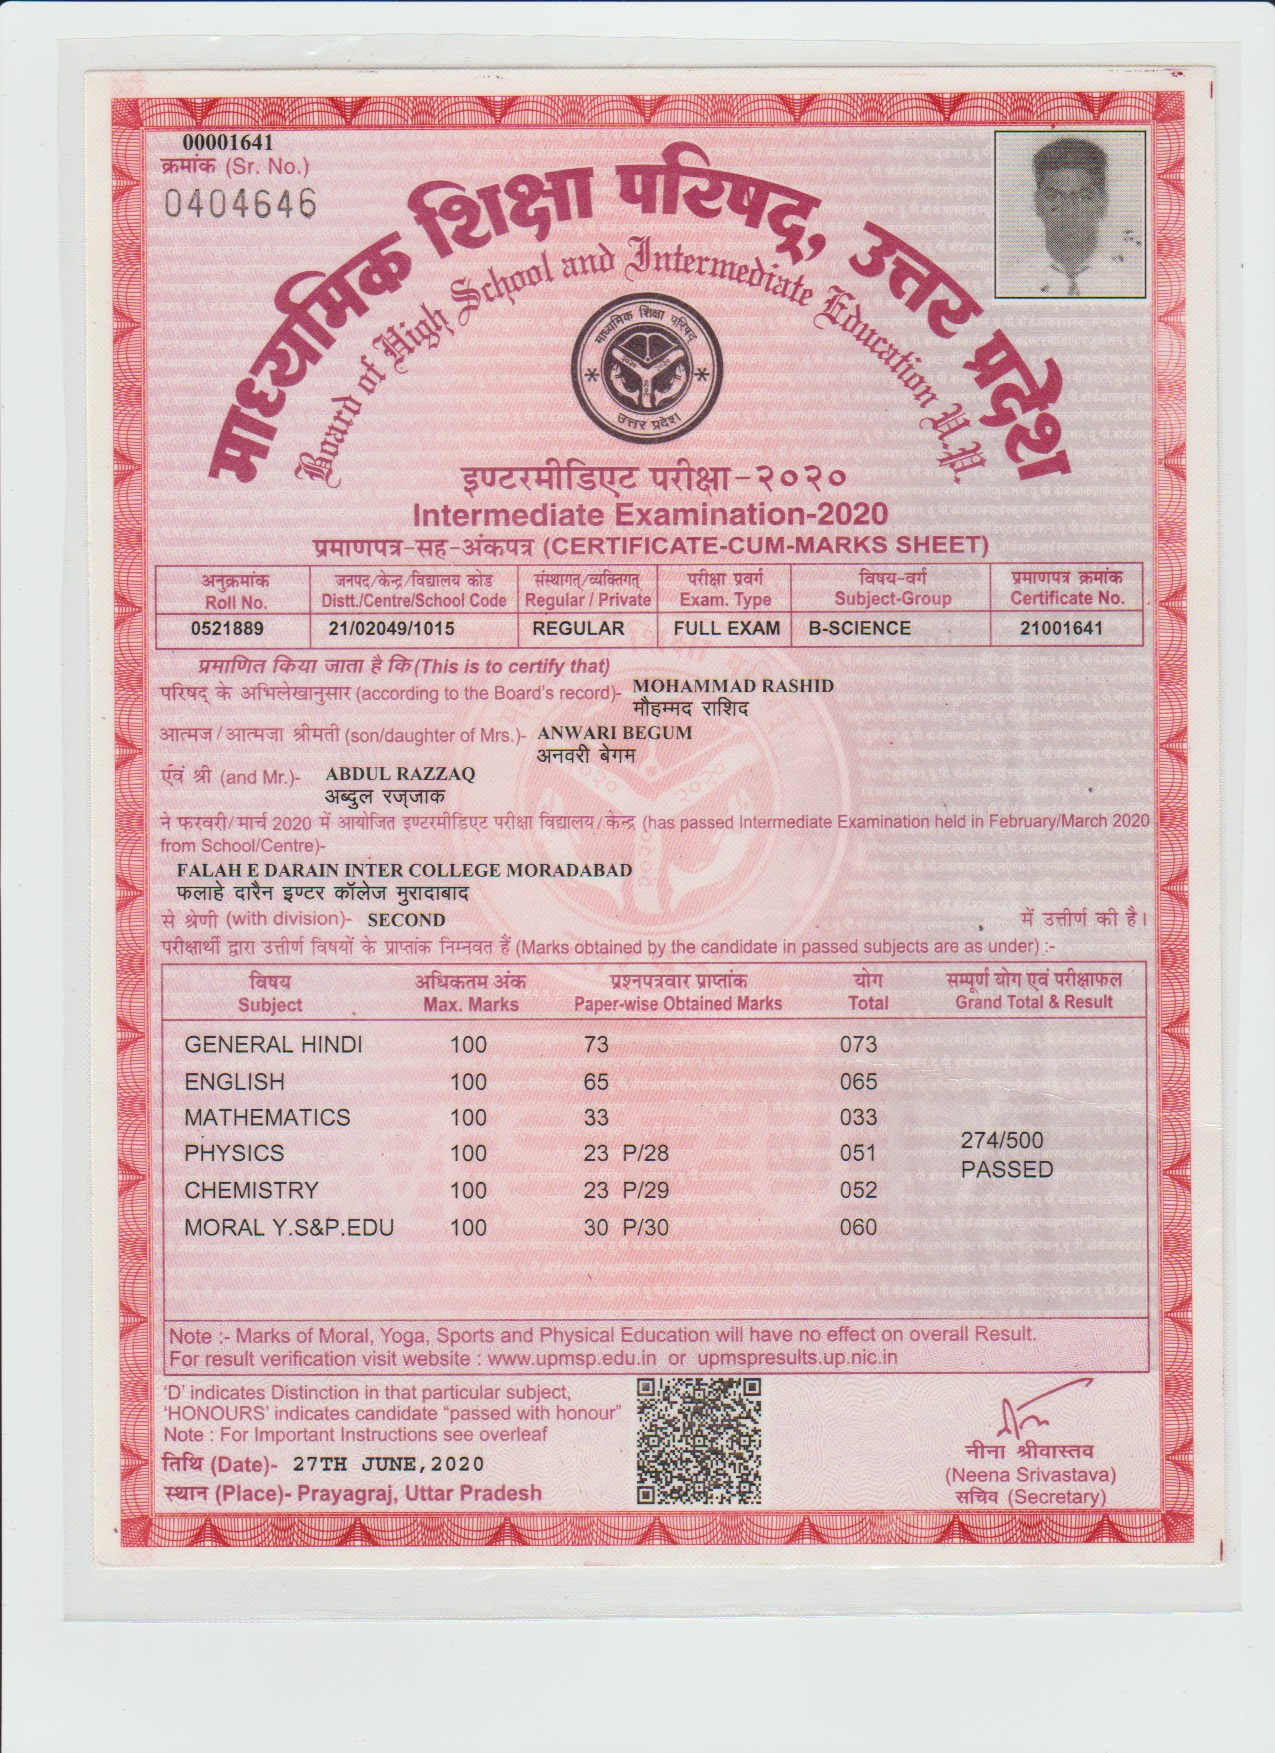 00001641
क्रमांक (Sr. No.)
0404646
माध्यमिक शिक्षा परिषद्, उत्तर प्रदेश
Board of High School and Intermediate Education U.P.
माध्यमिक शिक्षा परिषद्
उत्तर प्रदेश
इण्टरमीडिएट परीक्षा-२०२०
Intermediate Examination-2020
प्रमाणपत्र-सह-अंकपत्र (CERTIFICATE-CUM-MARKS SHEET)
अनुक्रमांक जनपद/केन्द्र/विद्यालय कोड संस्थागत/व्यक्तिगत परीक्षा प्रवर्ग विषय-वर्ग प्रमाणपत्र क्रमांक
Roll No. Distt./Centre/School Code Regular / Private Exam. Type Subject-Group Certificate No.
0521889 21/02049/1015 REGULAR FULL EXAM B-SCIENCE 21001641
प्रमाणित किया जाता है कि (This is to certify that)
परिषद् के अभिलेखानुसार (according to the Board's record)- MOHAMMAD RASHID
मौहम्मद राशिद
आत्मज/आत्मजा श्रीमती (son/daughter of Mrs.)- ANWARI BEGUM
अनवरी बेगम
एवं श्री (and Mr.)- ABDUL RAZZAQ
अब्दुल रज्जाक
ने फरवरी/मार्च 2020 में आयोजित इण्टरमीडिएट परीक्षा विद्यालय/केन्द्र (has passed Intermediate Examination held in February/March 2020
from School/Centre)-
FALAH E DARAIN INTER COLLEGE MORADABAD
फलाहे दारैन इण्टर कॉलेज मुरादाबाद
से श्रेणी (with division)- SECOND में उत्तीर्ण की है।
परीक्षार्थी द्वारा उत्तीर्ण विषयों के प्राप्तांक निम्नवत हैं (Marks obtained by the candidate in passed subjects are as under) :-
विषय अधिकतम अंक प्रश्नपत्रवार प्राप्तांक योग सम्पूर्ण योग एवं परीक्षाफल
Subject Max. Marks Paper-wise Obtained Marks Total Grand Total & Result
GENERAL HINDI 100 73 073
ENGLISH 100 65 065
MATHEMATICS 100 33 033
PHYSICS 100 23 P/28 051
CHEMISTRY 100 23 P/29 052
MORAL Y.S&P.EDU 100 30 P/30 060
274/500
PASSED
Note :- Marks of Moral, Yoga, Sports and Physical Education will have no effect on overall Result.
For result verification visit website : www.upmsp.edu.in or upmspresults.up.nic.in
'D' indicates Distinction in that particular subject,
'HONOURS' indicates candidate "passed with honour"
Note : For Important Instructions see overleaf
तिथि (Date)- 27TH JUNE,2020
स्थान (Place)- Prayagraj, Uttar Pradesh
नीना श्रीवास्तव
(Neena Srivastava)
सचिव (Secretary)